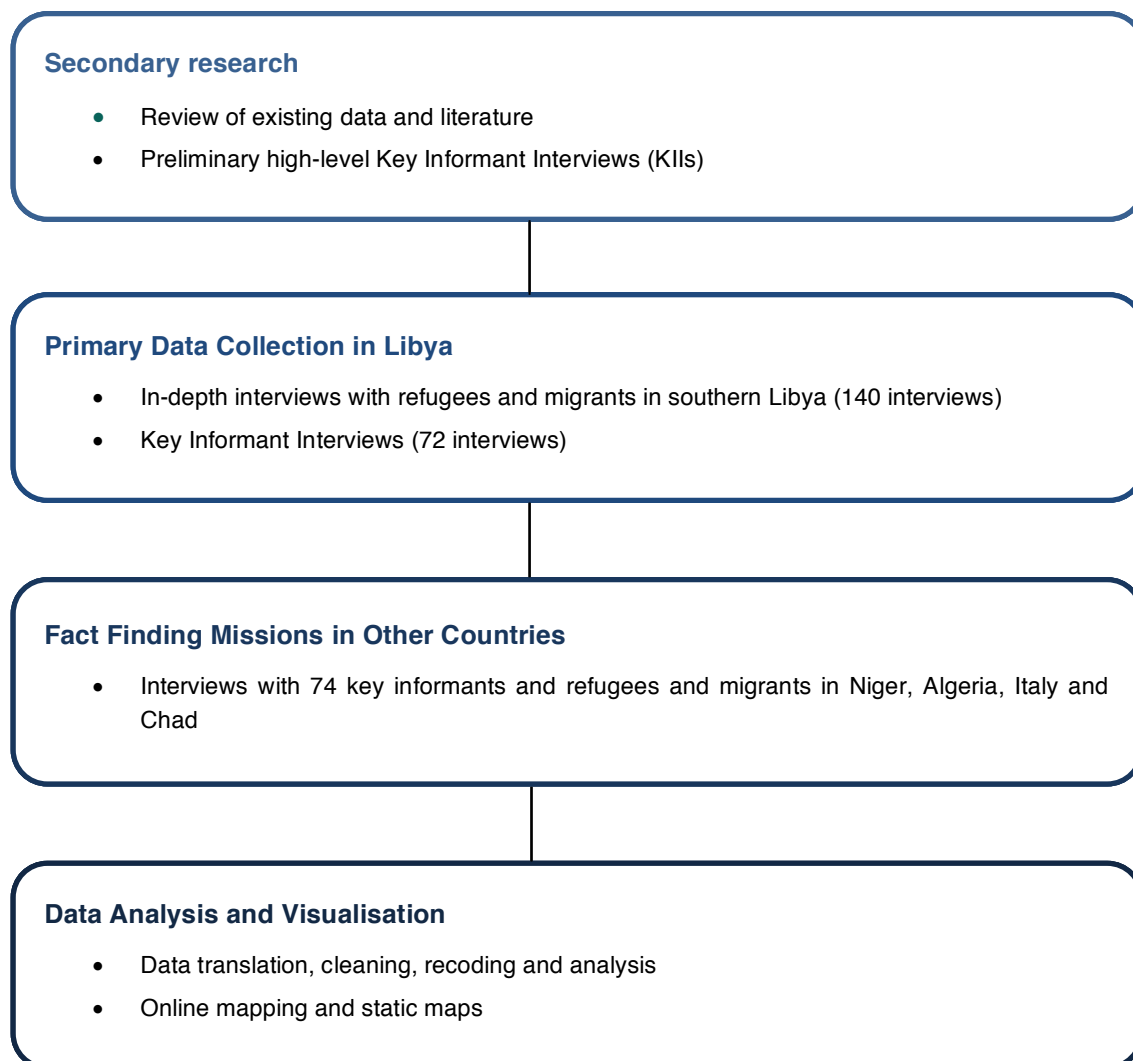 Secondary research
• Review of existing data and literature
• Preliminary high-level Key Informant Interviews (KIIs)
Primary Data Collection in Libya
• In-depth interviews with refugees and migrants in southern Libya (140 interviews)
• Key Informant Interviews (72 interviews)
Fact Finding Missions in Other Countries
• Interviews with 74 key informants and refugees and migrants in Niger, Algeria, Italy and
Chad
Data Analysis and Visualisation
• Data translation, cleaning, recoding and analysis
• Online mapping and static maps